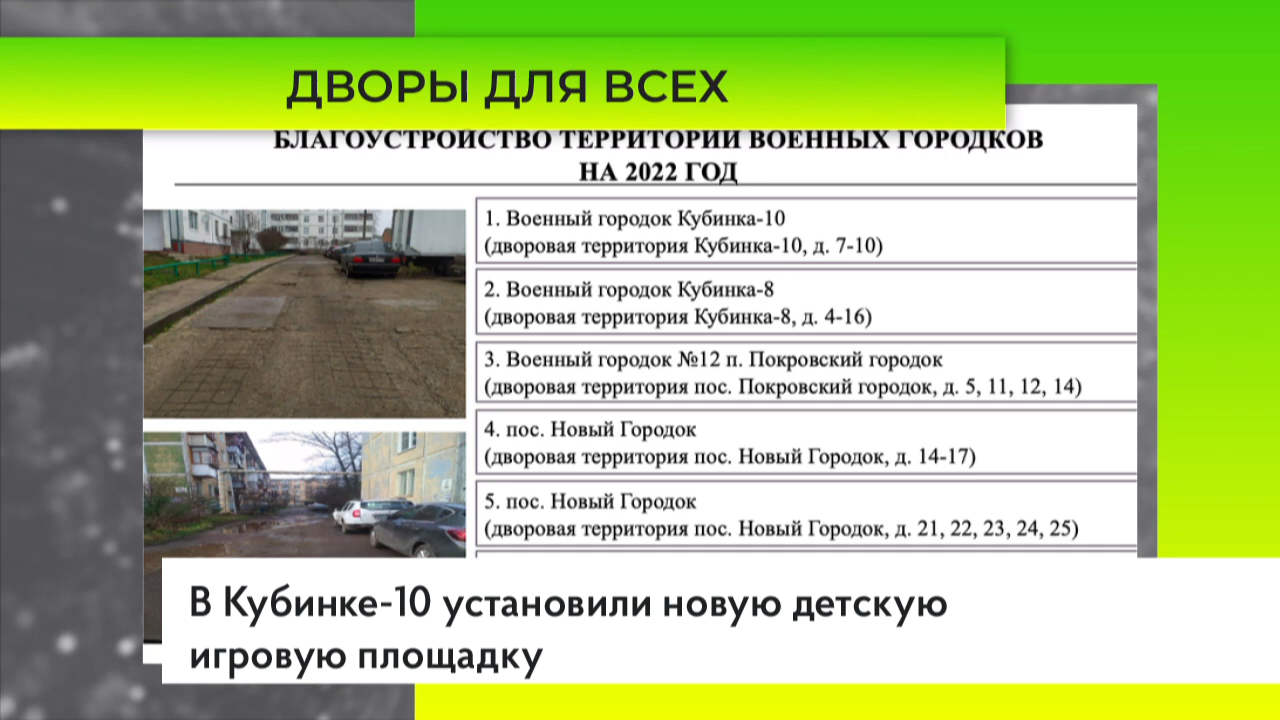 ДВОРЫ ДЛЯ ВСЕХ
БЛАГОУСТРОЙСТВО ТЕРРИТОРИИ ВОЕННЫХ ГОРОДКОВ
НА 2022 ГОД
1. Военный городок Кубинка-10
(дворовая территория Кубинка-10, д. 7-10)
2. Военный городок Кубинка-8
(дворовая территория Кубинка-8, д. 4-16)
3. Военный городок №12 п. Покровский городок
(дворовая территория пос. Покровский городок, д. 5, 11, 12, 14)
4. пос. Новый Городок
(дворовая территория пос. Новый Городок, д. 14-17)
5. пос. Новый Городок
(дворовая территория пос. Новый Городок, д. 21, 22, 23, 24, 25)
В Кубинке-10 установили новую детскую
игровую площадку